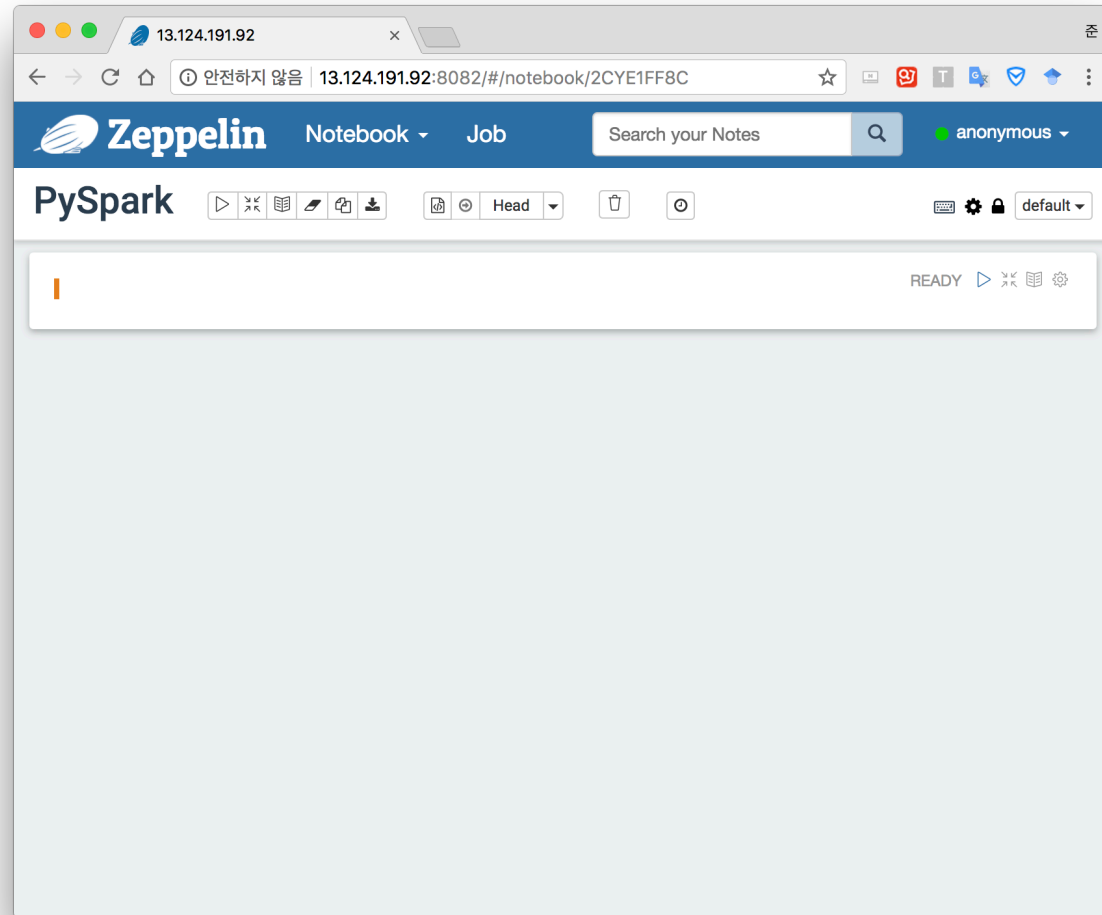 13.124.191.92
준
안전하지 않음 13.124.191.92:8082/#/notebook/2CYE1FF8C
Zeppelin Notebook Job Search your Notes anonymous
PySpark Head default
READY